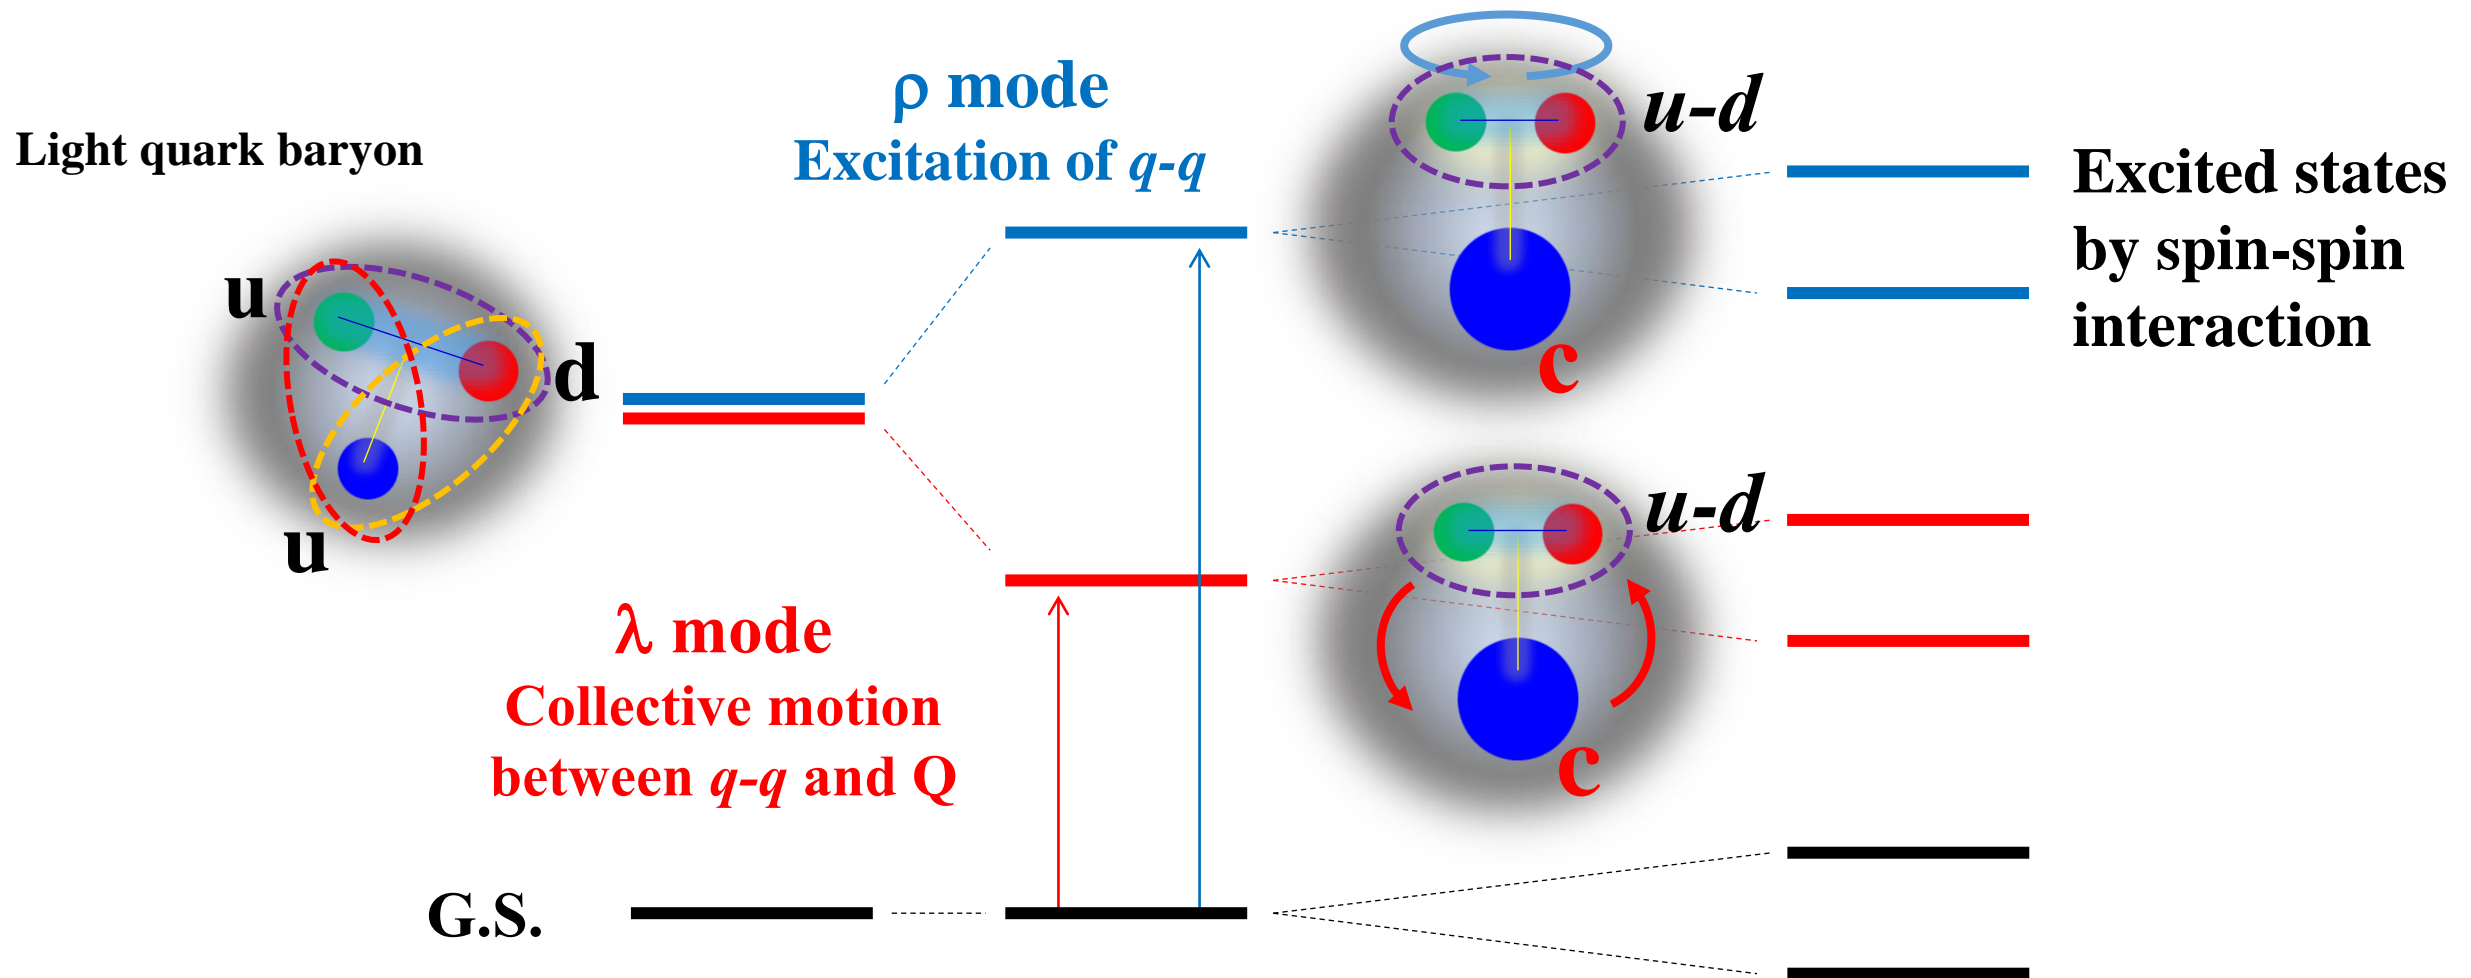 Light quark baryon
u
d
u
ρ mode
Excitation of q-q
λ mode
Collective motion
between q-q and Q
G.S.
u-d
c
u-d
c
Excited states
by spin-spin
interaction